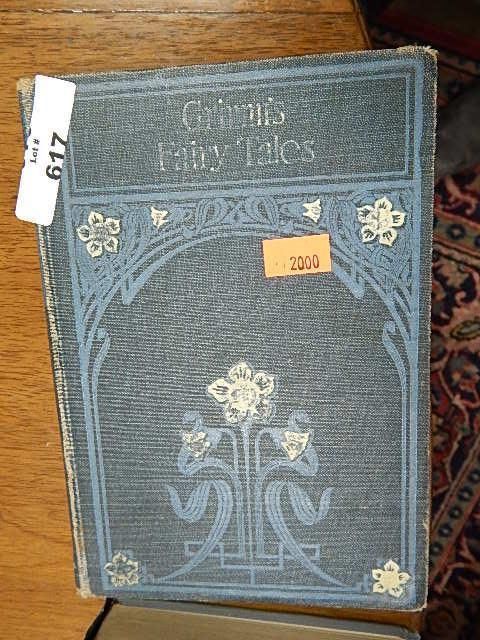 Grimm's
Fairy Tales
Lot #
617
2000